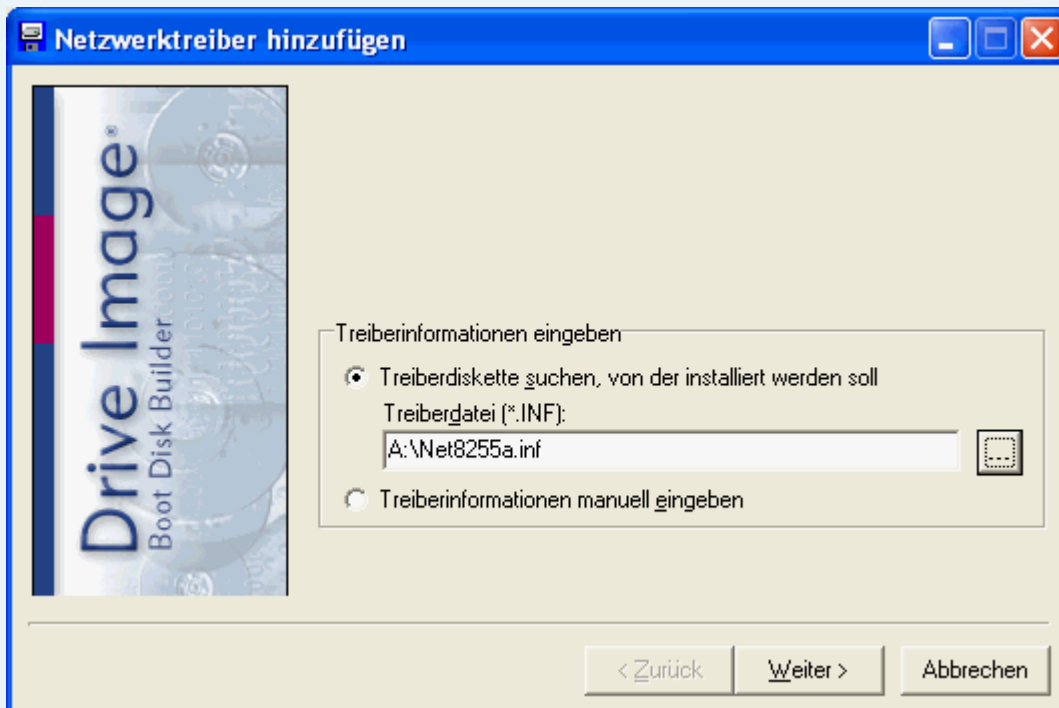 Netzwerktreiber hinzufügen
Drive Image®
Boot Disk Builder
Treiberinformationen eingeben
Treiberdiskette suchen, von der installiert werden soll
Treiberdatei (*.INF):
A:\Net8255a.inf
...
Treiberinformationen manuell eingeben
< Zurück
Weiter >
Abbrechen